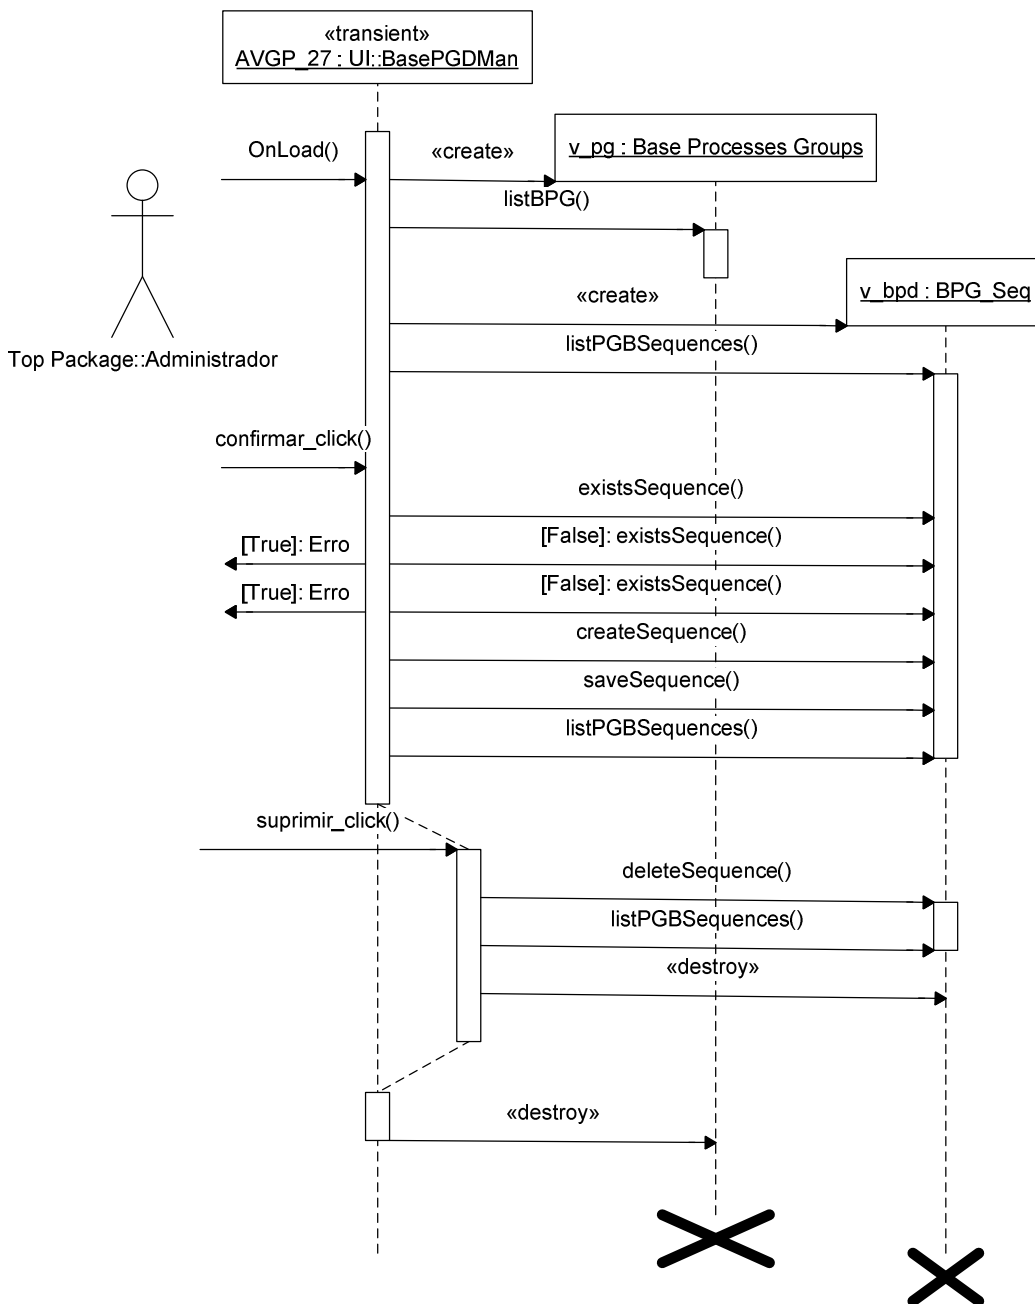 «transient»
AVGP_27 : UI::BasePGDMan
v_pg : Base Processes Groups
OnLoad()
«create»
listBPG()
v_bpd : BPG_Seq
«create»
listPGBSequences()
Top Package::Administrador
confirmar_click()
existsSequence()
[True]: Erro
[False]: existsSequence()
[True]: Erro
[False]: existsSequence()
createSequence()
saveSequence()
listPGBSequences()
suprimir_click()
deleteSequence()
listPGBSequences()
«destroy»
«destroy»